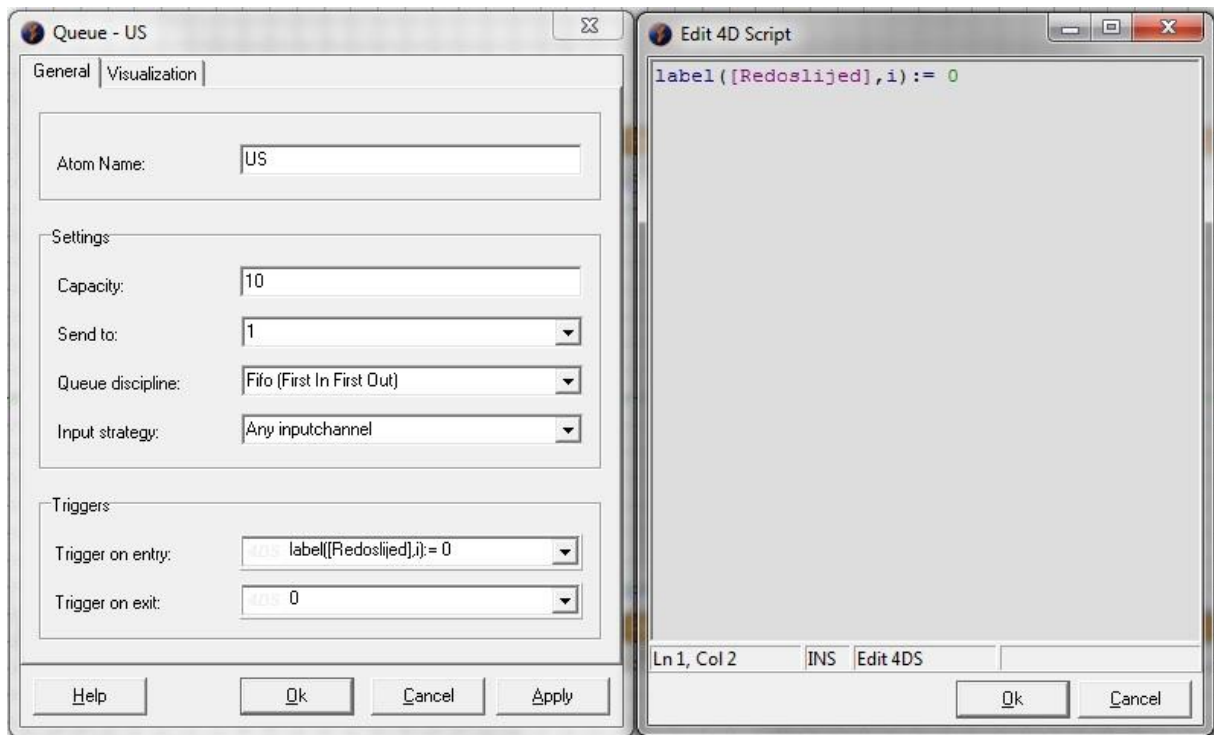 Queue - US
General
Visualization
Atom Name:
US
Settings
Capacity:
10
Send to:
1
Queue discipline:
Fifo (First In First Out)
Input strategy:
Any inputchannel
Triggers
Trigger on entry:
4DS label([Redoslijed],i):= 0
Trigger on exit:
4DS 0
Help
Ok
Cancel
Apply
Edit 4D Script
label([Redoslijed],i):= 0
Ln 1, Col 2
INS
Edit 4DS
Ok
Cancel